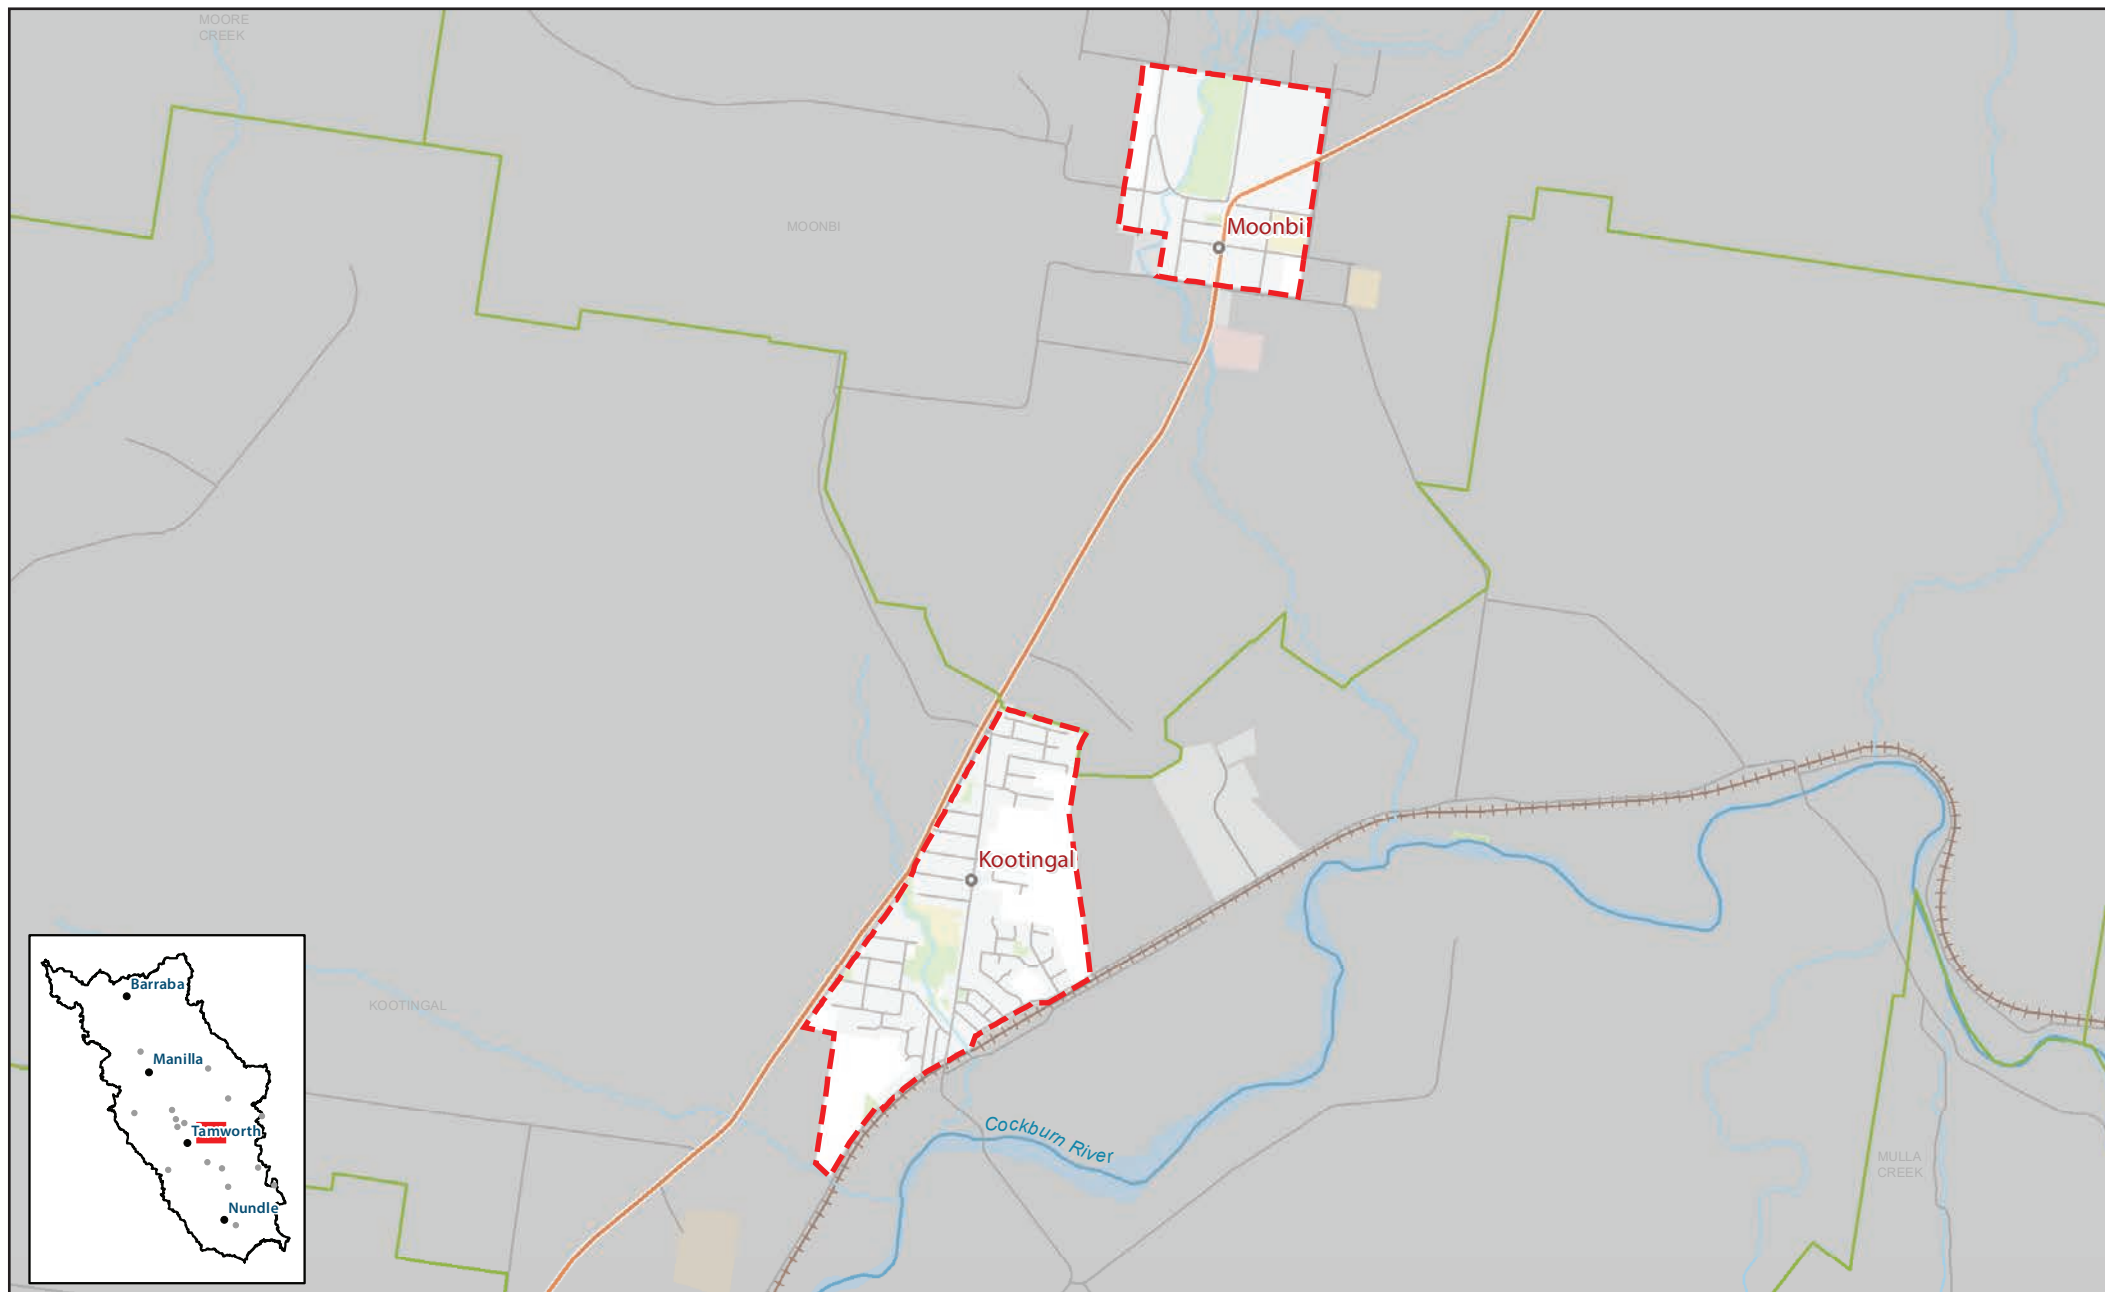 MOORE
CREEK
MOONBI
Moonbi
Kootingal
KOOTINGAL
Cockburn River
MULLA
CREEK
Barraba
Manilla
Tamworth
Nundle